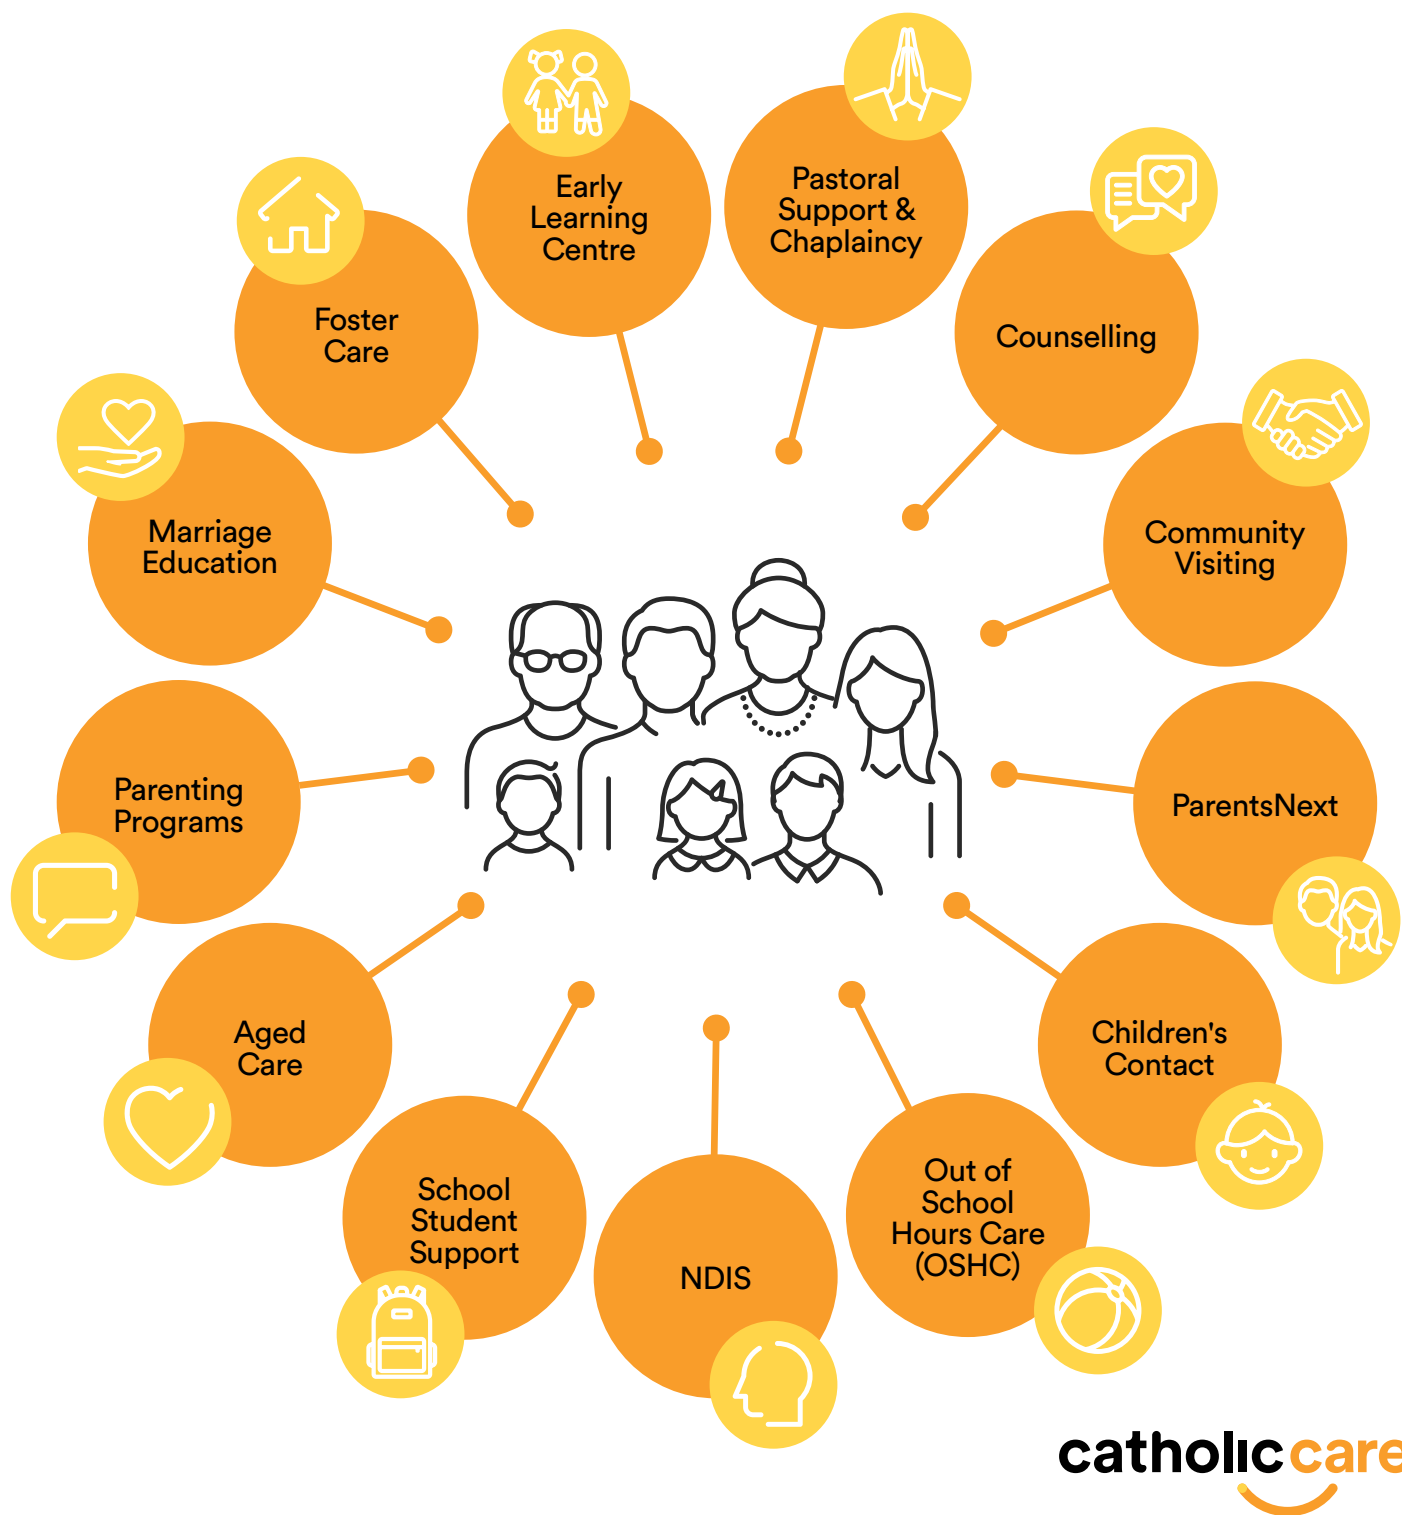 Early
Learning
Centre
Pastoral
Support &
Chaplaincy
Counselling
Community
Visiting
ParentsNext
Children's
Contact
Out of
School
Hours Care
(OSHC)
NDIS
School
Student
Support
Aged
Care
Parenting
Programs
Marriage
Education
Foster
Care
catholiccare